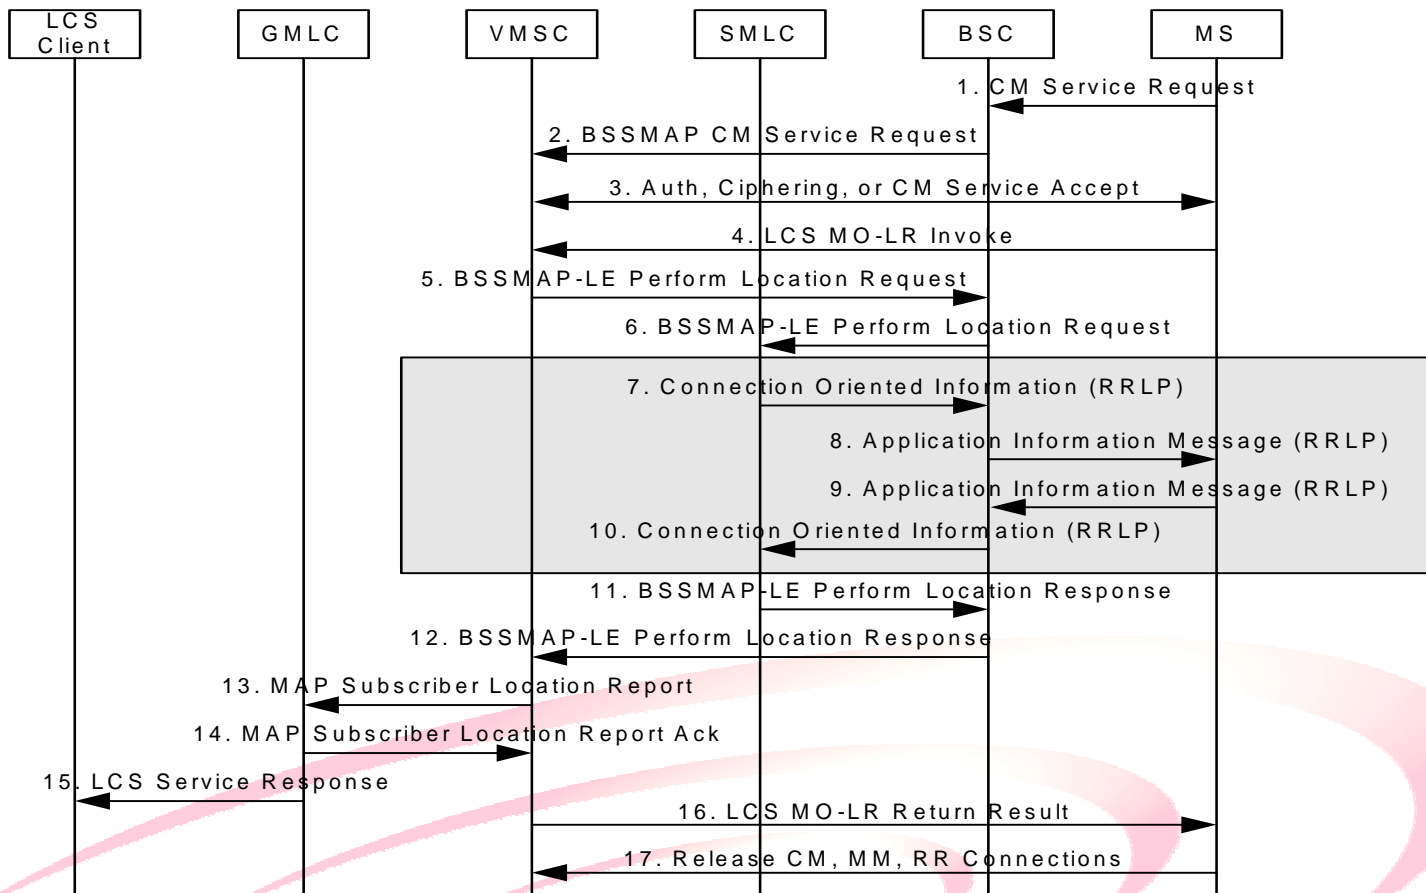 LCS
Client
GMLC
VMSC
SMLC
BSC
MS
1. CM Service Request
2. BSSMAP CM Service Request
3. Auth, Ciphering, or CM Service Accept
4. LCS MO-LR Invoke
5. BSSMAP-LE Perform Location Request
6. BSSMAP-LE Perform Location Request
7. Connection Oriented Information (RRLP)
8. Application Information Message (RRLP)
9. Application Information Message (RRLP)
10. Connection Oriented Information (RRLP)
11. BSSMAP-LE Perform Location Response
12. BSSMAP-LE Perform Location Response
13. MAP Subscriber Location Report
14. MAP Subscriber Location Report Ack
15. LCS Service Response
16. LCS MO-LR Return Result
17. Release CM, MM, RR Connections